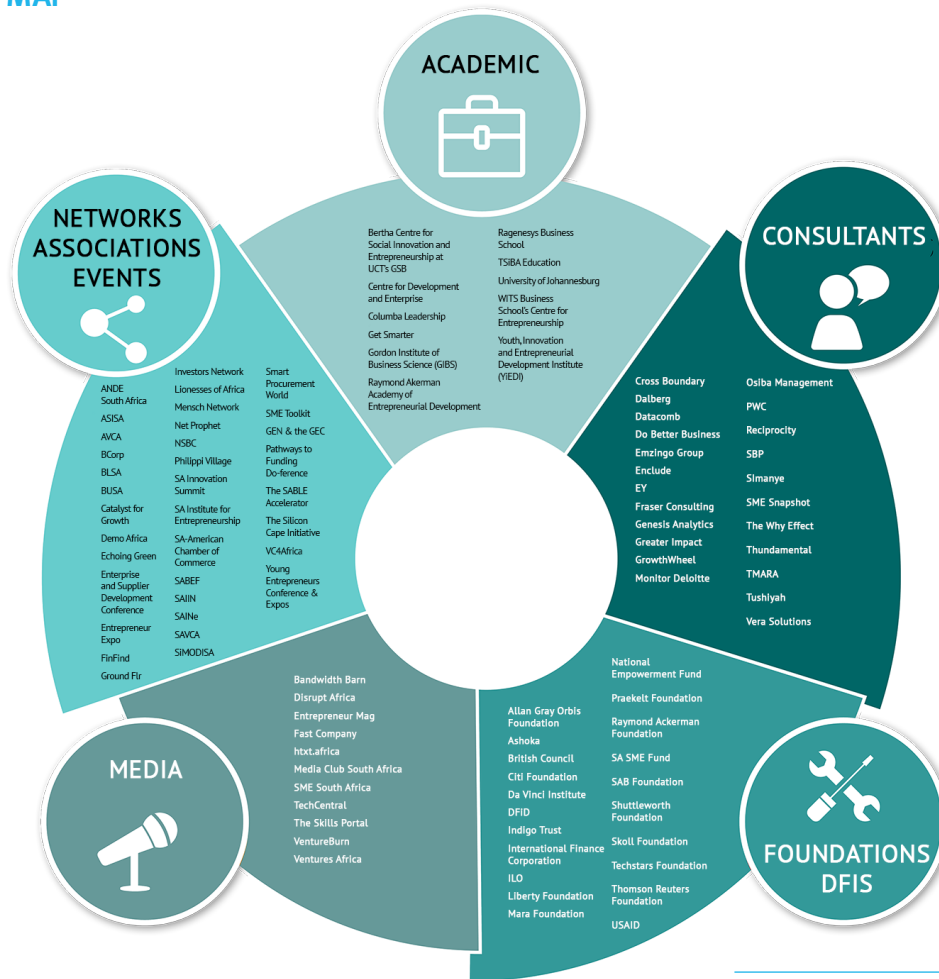 MAP
ACADEMIC
Bertha Centre for
Social Innovation and
Entrepreneurship at
UCT's GSB
Centre for Development
and Enterprise
Columba Leadership
Get Smarter
Gordon Institute of
Business Science (GIBS)
Raymond Akerman
Academy of
Entrepreneurial Development
Ragenesys Business
School
TSiBA Education
University of Johannesburg
WITS Business
School's Centre for
Entrepreneurship
Youth, Innovation
and Entrepreneurial
Development Institute
(YiEDI)
CONSULTANTS
Cross Boundary
Dalberg
Datacomb
Do Better Business
Emzingo Group
Enclude
EY
Fraser Consulting
Genesis Analytics
Greater Impact
GrowthWheel
Monitor Deloitte
Osiba Management
PWC
Reciprocity
SBP
Simanye
SME Snapshot
The Why Effect
Thundamental
TMARA
Tushiyah
Vera Solutions
NETWORKS
ASSOCIATIONS
EVENTS
ANDE
South Africa
ASISA
AVCA
BCorp
BLSA
BUSA
Catalyst for
Growth
Demo Africa
Echoing Green
Enterprise
and Supplier
Development
Conference
Entrepreneur
Expo
FinFind
Ground Flr
Investors Network
Lionesses of Africa
Mensch Network
Net Prophet
NSBC
Philippi Village
SA Innovation
Summit
SA Institute for
Entrepreneurship
SA-American
Chamber of
Commerce
SABEF
SAIIN
SAINe
SAVCA
SiMODISA
Smart
Procurement
World
SME Toolkit
GEN & the GEC
Pathways to
Funding
Do-ference
The SABLE
Accelerator
The Silicon
Cape Initiative
VC4Africa
Young
Entrepreneurs
Conference &
Expos
MEDIA
Bandwidth Barn
Disrupt Africa
Entrepreneur Mag
Fast Company
htxt.africa
Media Club South Africa
SME South Africa
TechCentral
The Skills Portal
VentureBurn
Ventures Africa
Allan Gray Orbis
Foundation
Ashoka
British Council
Citi Foundation
Da Vinci Institute
DFID
Indigo Trust
International Finance
Corporation
ILO
Liberty Foundation
Mara Foundation
National
Empowerment Fund
Praekelt Foundation
Raymond Ackerman
Foundation
SA SME Fund
SAB Foundation
Shuttleworth
Foundation
Skoll Foundation
Techstars Foundation
Thomson Reuters
Foundation
USAID
FOUNDATIONS
DFIS